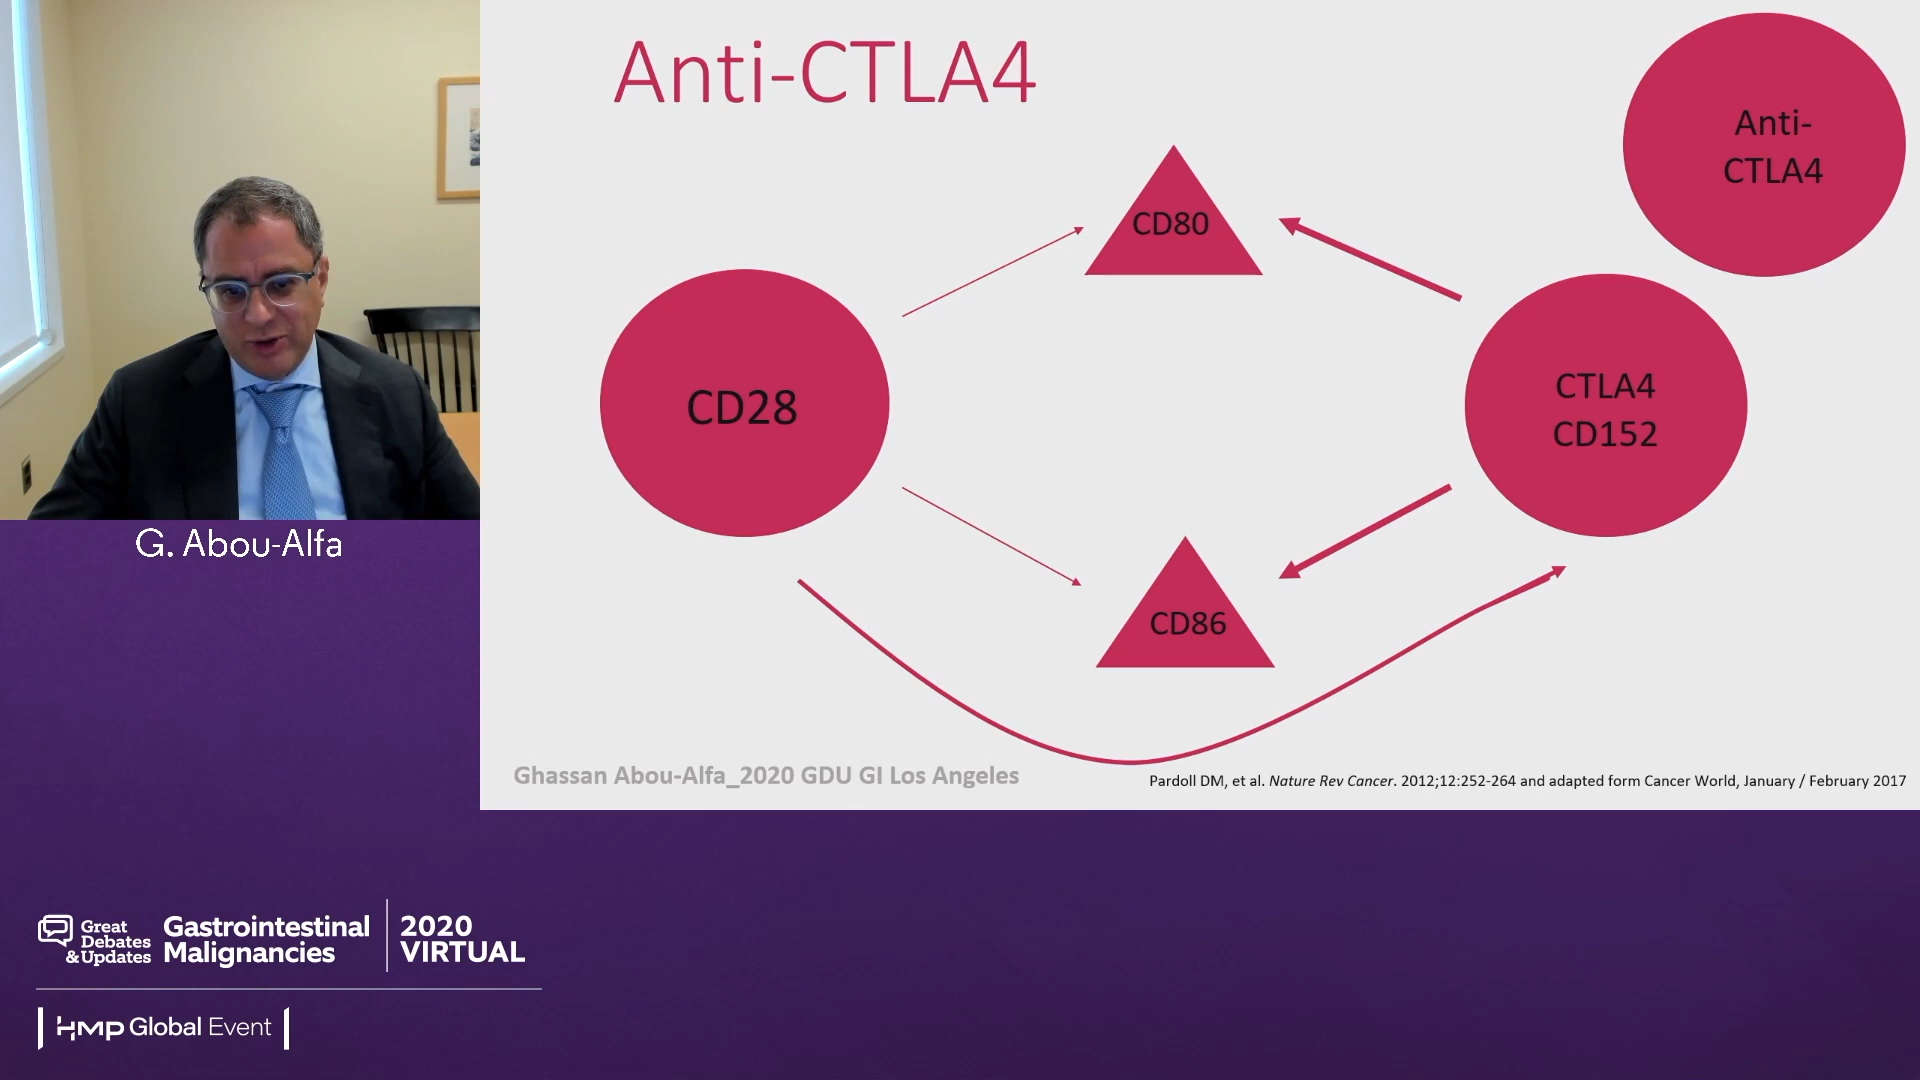 Anti-CTLA4
Anti-
CTLA4
CD80
CD28
CTLA4
CD152
CD86
G. Abou-Alfa
Ghassan Abou-Alfa_2020 GDU GI Los Angeles
Pardoll DM, et al. Nature Rev Cancer. 2012;12:252-264 and adapted form Cancer World, January / February 2017
Great
Debates
&Updates
Gastrointestinal
Malignancies
2020
VIRTUAL
HMP Global Event